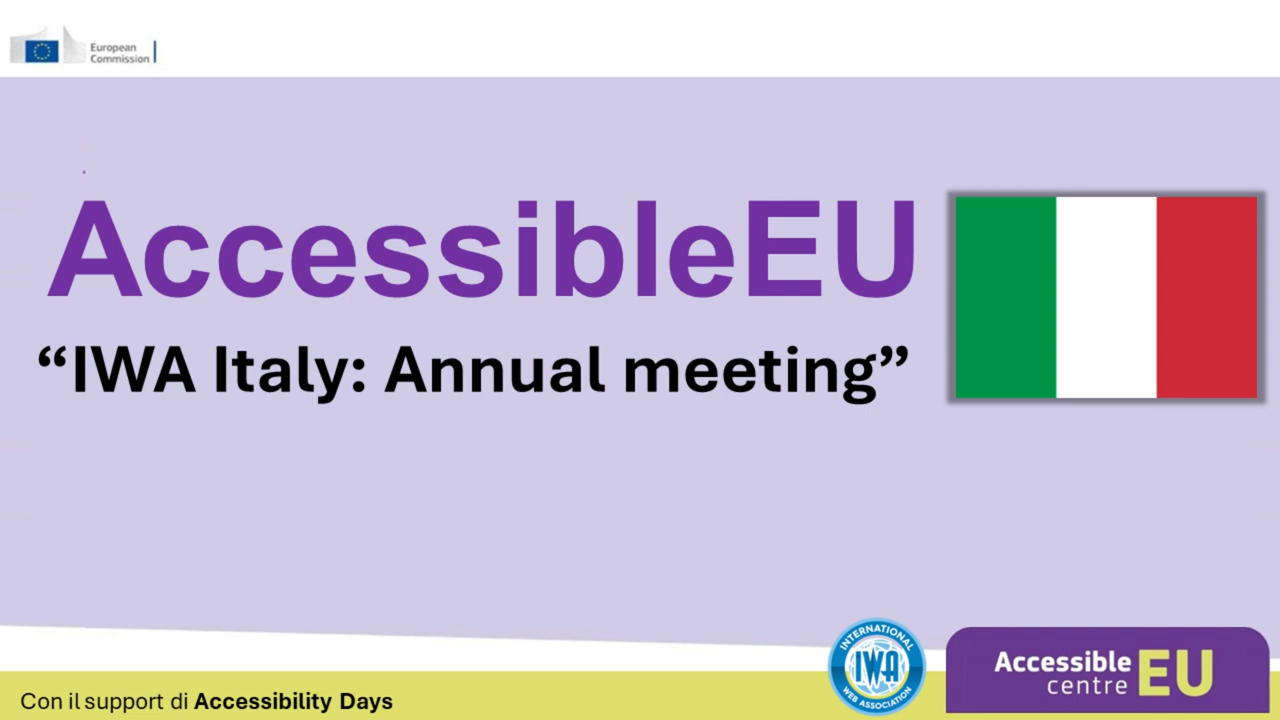 European
Commission
AccessibleEU
“IWA Italy: Annual meeting”
INTERNATIONAL
IWA
WEB ASSOCIATION
Accessible
centre
EU
Con il support di Accessibility Days